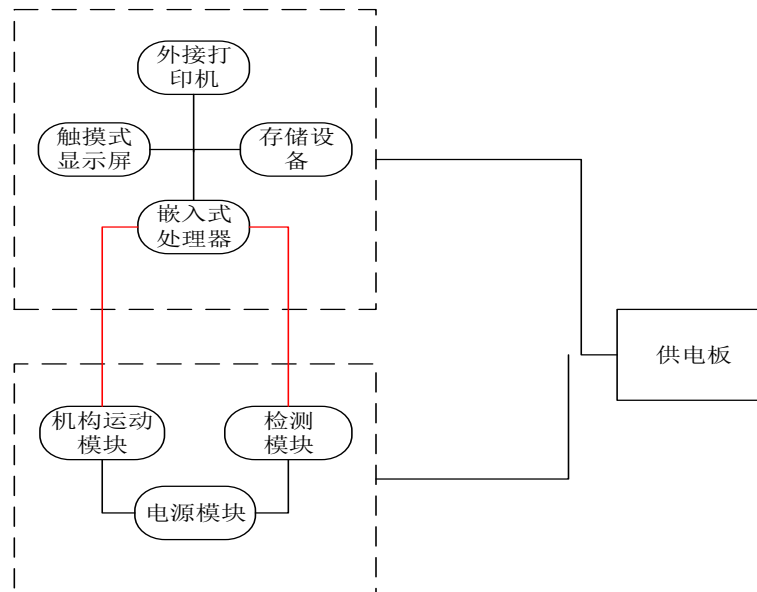 外接打
印机
触摸式
显示屏
存储设
备
嵌入式
处理器
供电板
机构运动
模块
检测
模块
电源模块